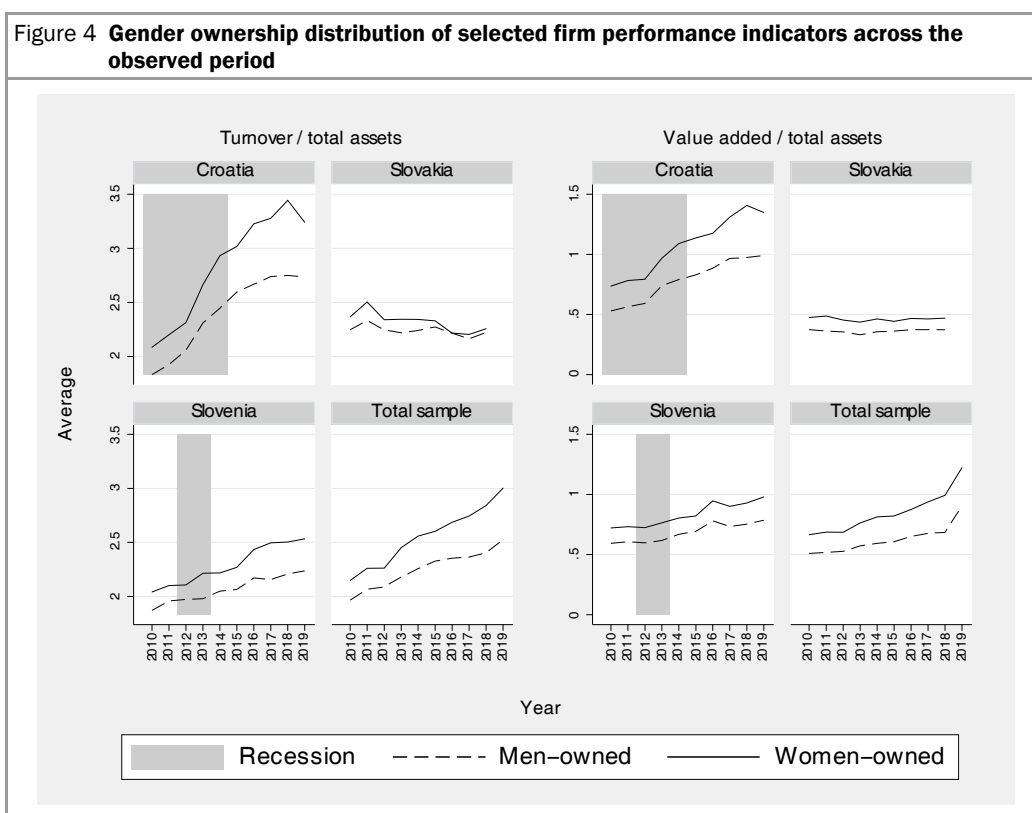 Figure 4 Gender ownership distribution of selected firm performance indicators across the
observed period
Turnover / total assets
Value added / total assets
Croatia
Slovakia
Croatia
Slovakia
3.5
3
2.5
2
1.5
1
.5
0
Average
Slovenia
Total sample
Slovenia
Total sample
3.5
3
2.5
2
1.5
1
.5
0
2010 2011 2012 2013 2014 2015 2016 2017 2018 2019
2010 2011 2012 2013 2014 2015 2016 2017 2018 2019
2010 2011 2012 2013 2014 2015 2016 2017 2018 2019
2010 2011 2012 2013 2014 2015 2016 2017 2018 2019
Year
Recession
Men-owned
Women-owned